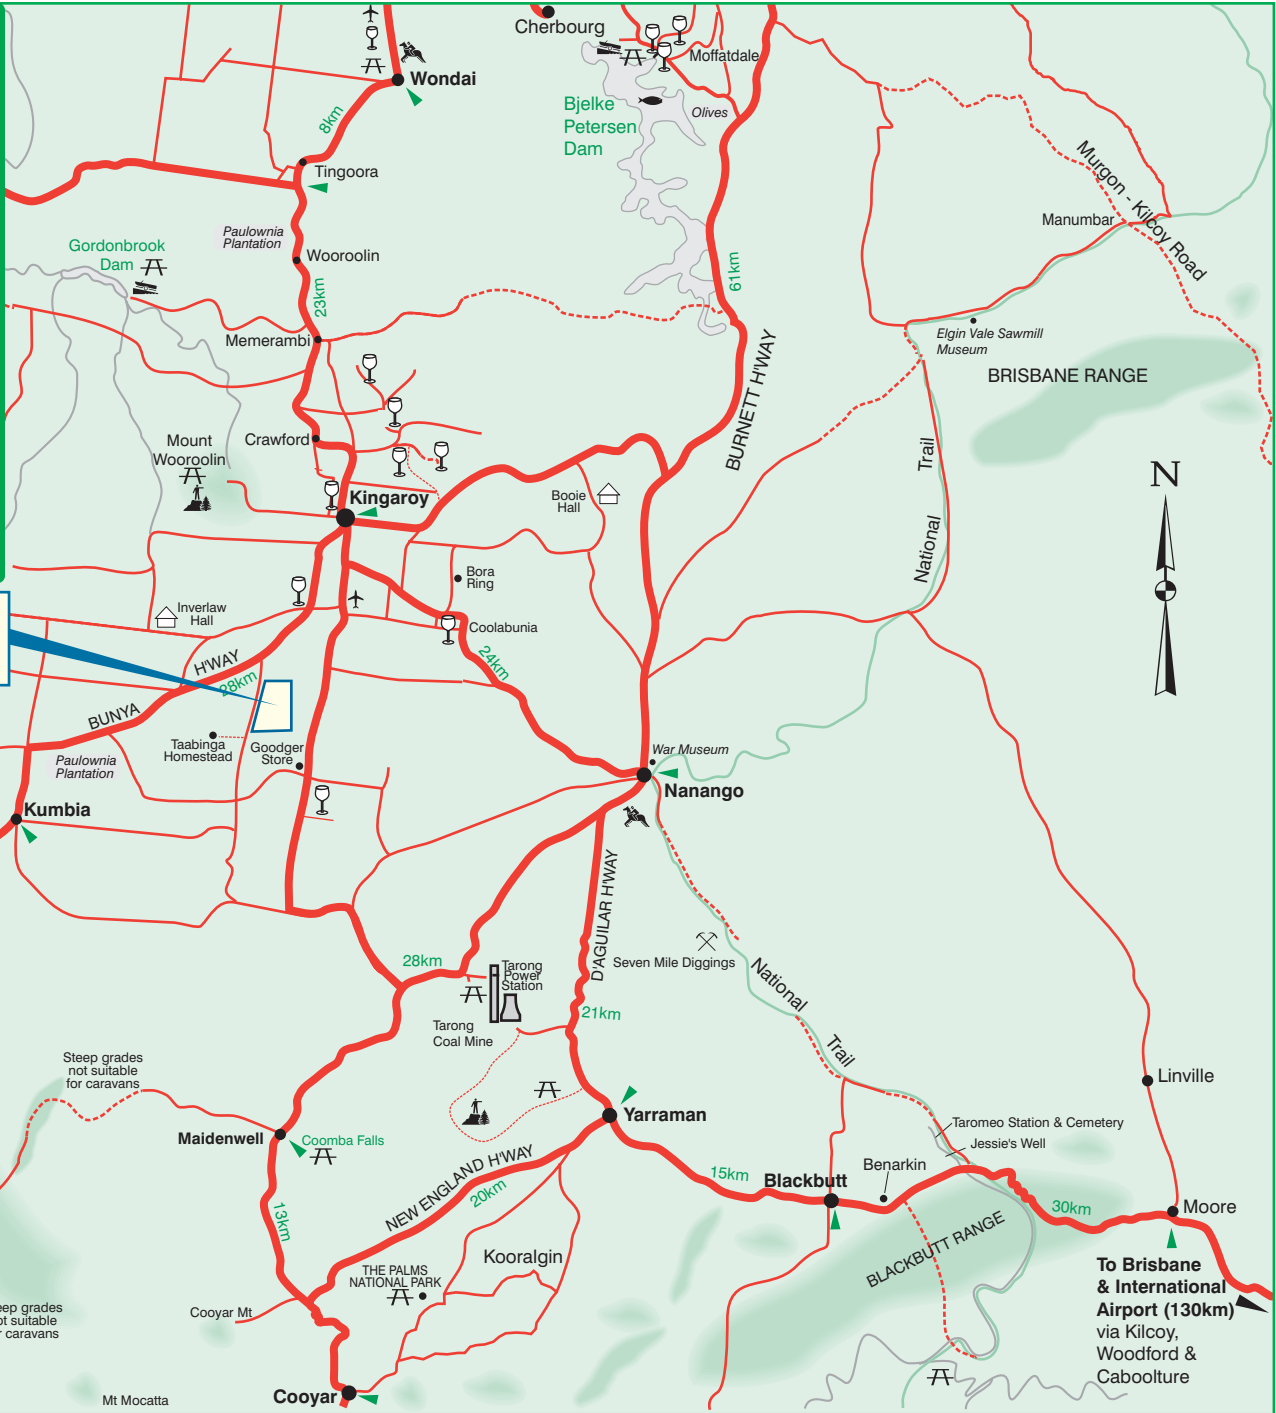 Cherbourg
Moffatdale
Wondai
Olives
Bjelke
Petersen
Dam
8km
Tingoora
Murgon - Kilcoy Road
Manumbar
Paulownia
Plantation
Gordonbrook
Dam
Wooroolin
61km
23km
Memerambi
Elgin Vale Sawmill
Museum
BRISBANE RANGE
BURNETT H'WAY
Crawford
Mount
Wooroolin
Trail
National
N
Kingaroy
Booie
Hall
Bora
Ring
Inverlaw
Hall
Coolabunia
H'WAY
24km
28km
BUNYA
Taabinga
Homestead
Goodger
Store
War Museum
Paulownia
Plantation
Nanango
Kumbia
D'AGUILAR H'WAY
28km
Tarong
Power
Station
Seven Mile Diggings
National
Trail
21km
Tarong
Coal Mine
Steep grades
not suitable
for caravans
Linville
Yarraman
Maidenwell
Coomba Falls
Taromeo Station & Cemetery
Jessie's Well
NEW ENGLAND H'WAY
20km
15km
Blackbutt
Benarkin
30km
Moore
13km
BLACKBUTT RANGE
Kooralgin
THE PALMS
NATIONAL PARK
To Brisbane
& International
Airport (130km)
via Kilcoy,
Woodford &
Caboolture
Cooyar Mt
eep grades
ot suitable
r caravans
Cooyar
Mt Mocatta